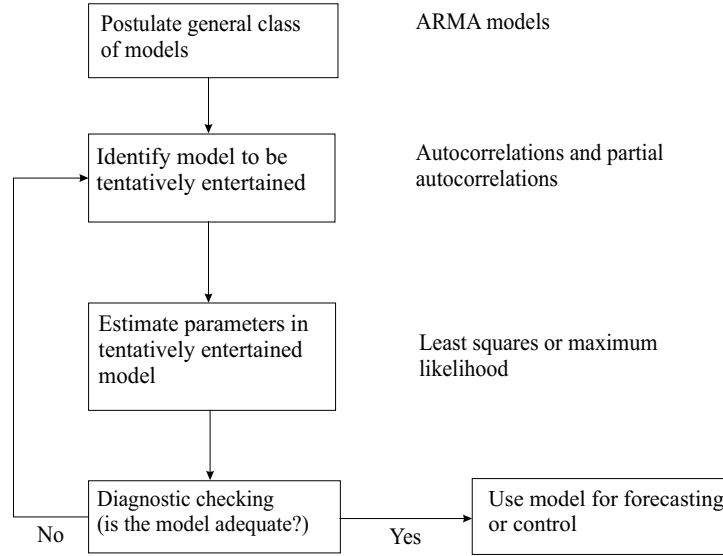 Postulate general class
of models
ARMA models
Identify model to be
tentatively entertained
Autocorrelations and partial
autocorrelations
Estimate parameters in
tentatively entertained
model
Least squares or maximum
likelihood
Diagnostic checking
(is the model adequate?)
No
Yes
Use model for forecasting
or control